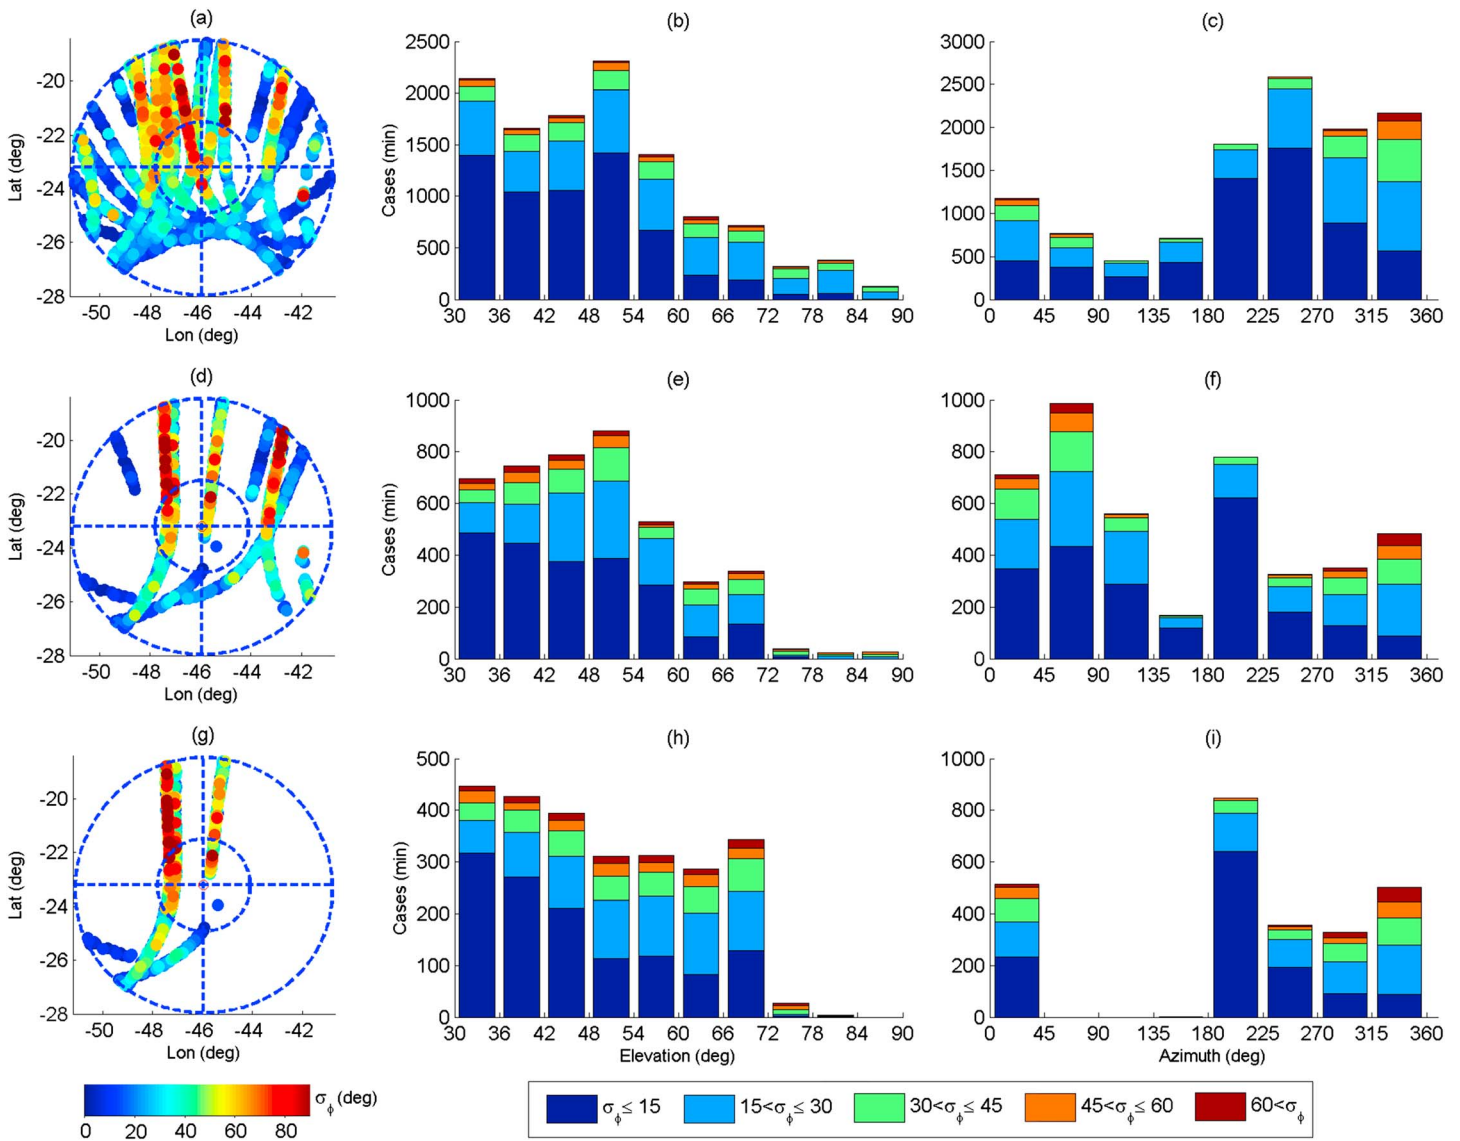 (a) (b) (c)
2500 3000
2000 2500
1500 2000
1000 1500
500 1000
0 500
0
-20
-22
-24
-26
-28
Lat (deg)
-50 -48 -46 -44 -42
Lon (deg)
Cases (min)
30 36 42 48 54 60 66 72 78 84 90
0 45 90 135 180 225 270 315 360
(d) (e) (f)
-20
-22
-24
-26
-28
Lat (deg)
-50 -48 -46 -44 -42
Lon (deg)
1000
800
600
400
200
0
Cases (min)
30 36 42 48 54 60 66 72 78 84 90
1000
800
600
400
200
0
0 45 90 135 180 225 270 315 360
(g) (h) (i)
-20
-22
-24
-26
-28
Lat (deg)
-50 -48 -46 -44 -42
Lon (deg)
500
400
300
200
100
0
Cases (min)
30 36 42 48 54 60 66 72 78 84 90
Elevation (deg)
1000
800
600
400
200
0
0 45 90 135 180 225 270 315 360
Azimuth (deg)
σϕ (deg)
0 20 40 60 80
σϕ≤ 15 15<σϕ≤ 30 30<σϕ≤ 45 45<σϕ≤ 60 60<σϕ